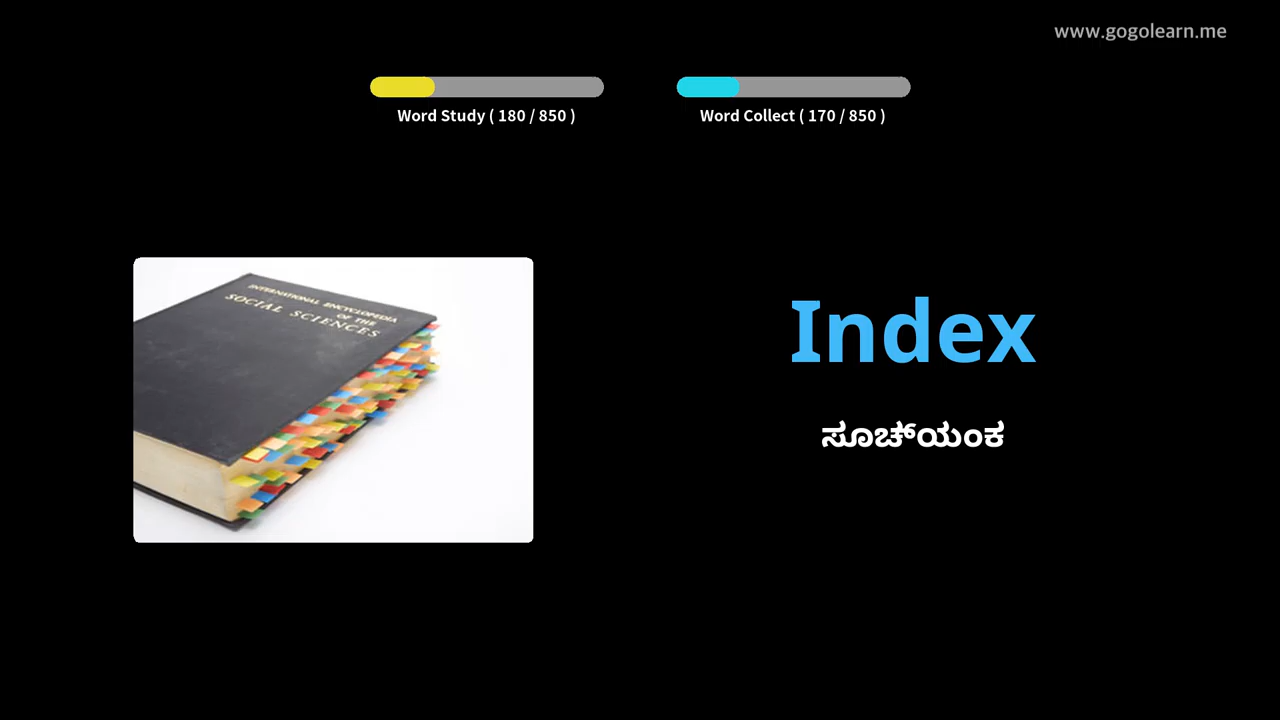 www.gogolearn.me
Word Study ( 180 / 850 )
Word Collect ( 170 / 850 )
INTERNATIONAL ENCYCLOPEDIA
OF THE
SOCIAL SCIENCES
Index
ಸೂಚ್‌ಯಂಕ